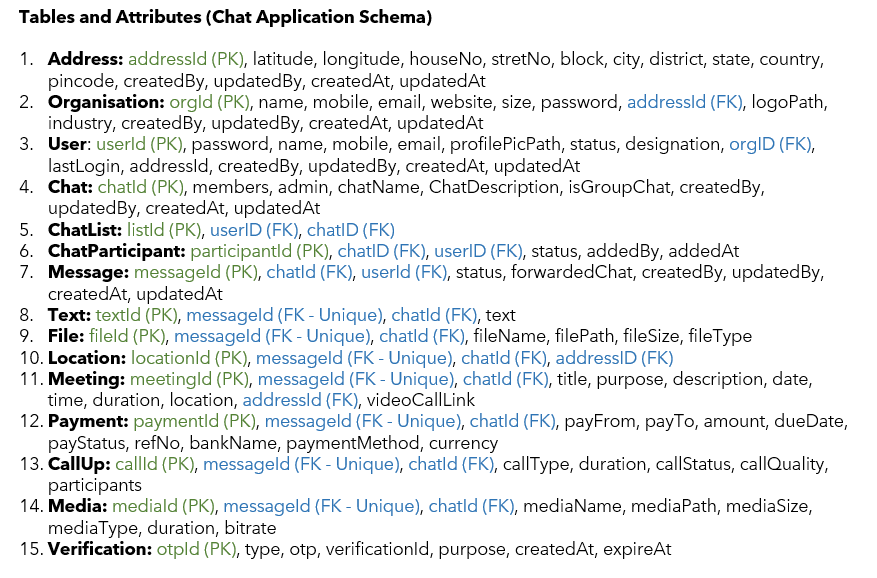 Tables and Attributes (Chat Application Schema)
1. Address: addressId (PK), latitude, longitude, houseNo, stretNo, block, city, district, state, country,
pincode, createdBy, updatedBy, createdAt, updatedAt
2. Organisation: orgId (PK), name, mobile, email, website, size, password, addressId (FK), logoPath,
industry, createdBy, updatedBy, createdAt, updatedAt
3. User: userId (PK), password, name, mobile, email, profilePicPath, status, designation, orgID (FK),
lastLogin, addressId, createdBy, updatedBy, createdAt, updatedAt
4. Chat: chatId (PK), members, admin, chatName, ChatDescription, isGroupChat, createdBy,
updatedBy, createdAt, updatedAt
5. ChatList: listId (PK), userID (FK), chatID (FK)
6. ChatParticipant: participantId (PK), chatID (FK), userID (FK), status, addedBy, addedAt
7. Message: messageId (PK), chatId (FK), userId (FK), status, forwardedChat, createdBy, updatedBy,
createdAt, updatedAt
8. Text: textId (PK), messageId (FK - Unique), chatId (FK), text
9. File: fileId (PK), messageId (FK - Unique), chatId (FK), fileName, filePath, fileSize, fileType
10. Location: locationId (PK), messageId (FK - Unique), chatId (FK), addressID (FK)
11. Meeting: meetingId (PK), messageId (FK - Unique), chatId (FK), title, purpose, description, date,
time, duration, location, addressId (FK), videoCallLink
12. Payment: paymentId (PK), messageId (FK - Unique), chatId (FK), payFrom, payTo, amount, dueDate,
payStatus, refNo, bankName, paymentMethod, currency
13. CallUp: callId (PK), messageId (FK - Unique), chatId (FK), callType, duration, callStatus, callQuality,
participants
14. Media: mediaId (PK), messageId (FK - Unique), chatId (FK), mediaName, mediaPath, mediaSize,
mediaType, duration, bitrate
15. Verification: otpId (PK), type, otp, verificationId, purpose, createdAt, expireAt